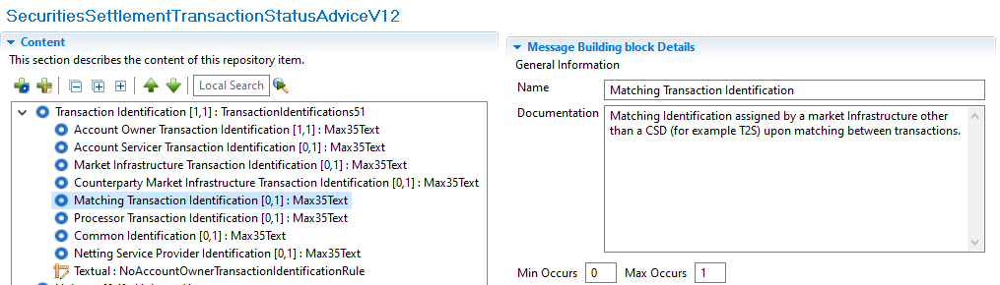 SecuritiesSettlementTransactionStatusAdviceV12
Content
This section describes the content of this repository item.
Local Search
Transaction Identification [1,1] : TransactionIdentifications51
Account Owner Transaction Identification [1,1] : Max35Text
Account Servicer Transaction Identification [0,1] : Max35Text
Market Infrastructure Transaction Identification [0,1] : Max35Text
Counterparty Market Infrastructure Transaction Identification [0,1] : Max35Text
Matching Transaction Identification [0,1] : Max35Text
Processor Transaction Identification [0,1] : Max35Text
Common Identification [0,1] : Max35Text
Netting Service Provider Identification [0,1] : Max35Text
Textual : NoAccountOwnerTransactionIdentificationRule
Message Building block Details
General Information
Name
Matching Transaction Identification
Documentation
Matching Identification assigned by a market Infrastructure other
than a CSD (for example T2S) upon matching between transactions.
Min Occurs 0 Max Occurs 1